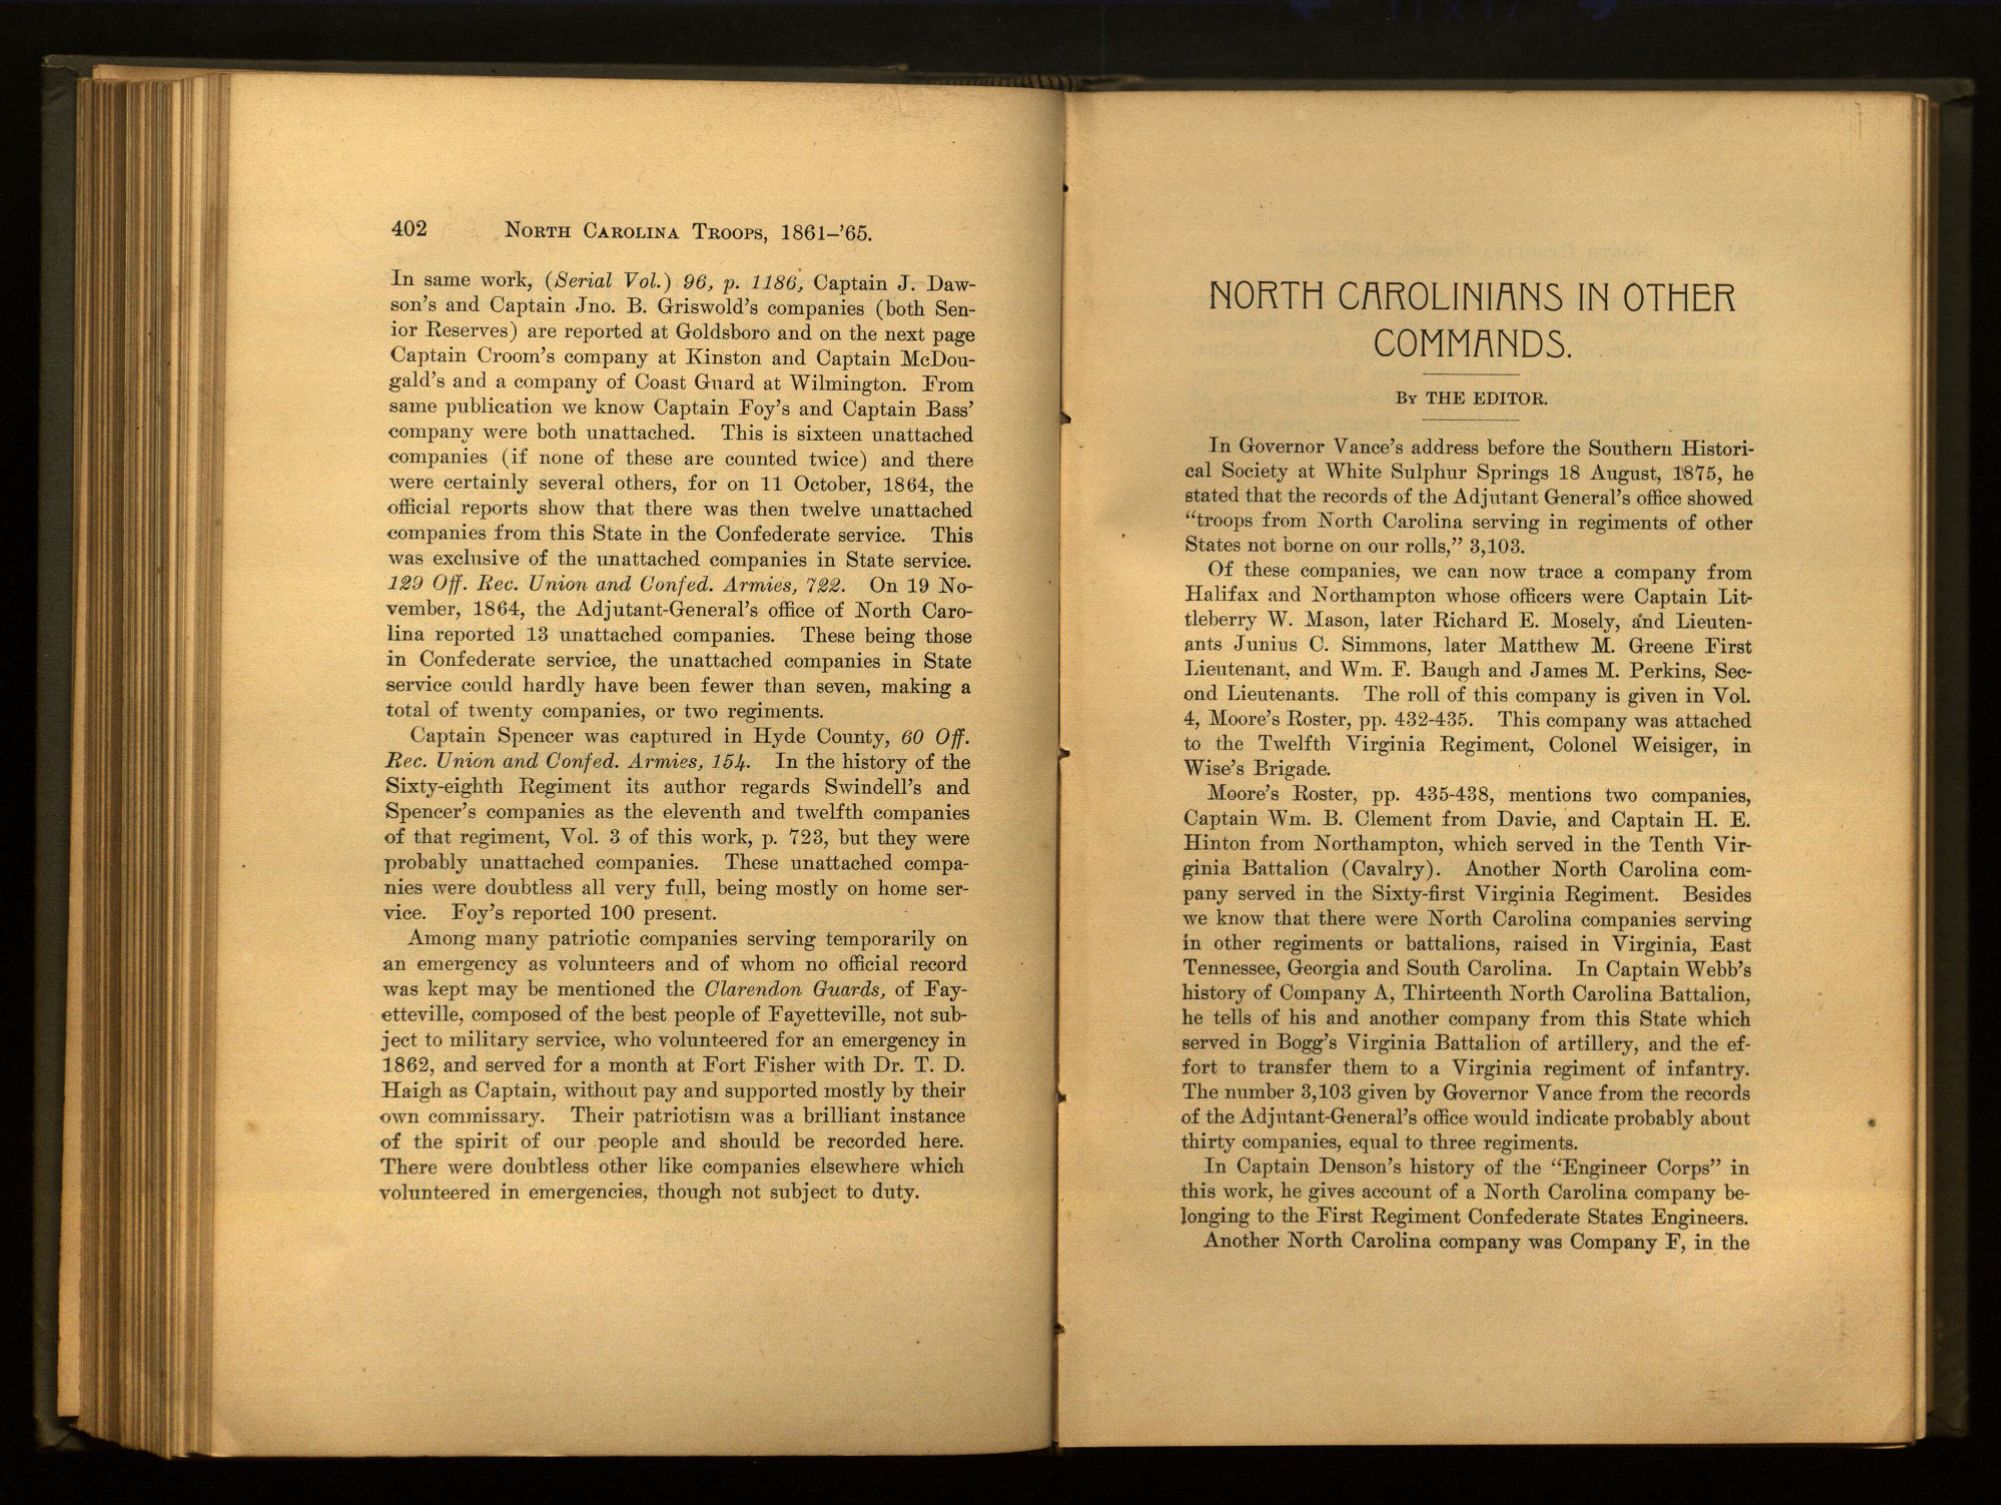 402 NORTH CAROLINA TROOPS, 1861-'65.
In same work, (Serial Vol.) 96, p. 1186, Captain J. Daw-
son's and Captain Jno. B. Griswold's companies (both Sen-
ior Reserves) are reported at Goldsboro and on the next page
Captain Croom's company at Kinston and Captain McDou-
gald's and a company of Coast Guard at Wilmington. From
same publication we know Captain Foy's and Captain Bass'
company were both unattached. This is sixteen unattached
companies (if none of these are counted twice) and there
were certainly several others, for on 11 October, 1864, the
official reports show that there was then twelve unattached
companies from this State in the Confederate service. This
was exclusive of the unattached companies in State service.
129 Off. Rec. Union and Confed. Armies, 722. On 19 No-
vember, 1864, the Adjutant-General's office of North Caro-
lina reported 13 unattached companies. These being those
in Confederate service, the unattached companies in State
service could hardly have been fewer than seven, making a
total of twenty companies, or two regiments.
Captain Spencer was captured in Hyde County, 60 Off.
Rec. Union and Confed. Armies, 154. In the history of the
Sixty-eighth Regiment its author regards Swindell's and
Spencer's companies as the eleventh and twelfth companies
of that regiment, Vol. 3 of this work, p. 723, but they were
probably unattached companies. These unattached compa-
nies were doubtless all very full, being mostly on home ser-
vice. Foy's reported 100 present.
Among many patriotic companies serving temporarily on
an emergency as volunteers and of whom no official record
was kept may be mentioned the Clarendon Guards, of Fay-
etteville, composed of the best people of Fayetteville, not sub-
ject to military service, who volunteered for an emergency in
1862, and served for a month at Fort Fisher with Dr. T. D.
Haigh as Captain, without pay and supported mostly by their
own commissary. Their patriotism was a brilliant instance
of the spirit of our people and should be recorded here.
There were doubtless other like companies elsewhere which
volunteered in emergencies, though not subject to duty.
NORTH CAROLINIANS IN OTHER
COMMANDS.
BY THE EDITOR.
In Governor Vance's address before the Southern Histori-
cal Society at White Sulphur Springs 18 August, 1875, he
stated that the records of the Adjutant General's office showed
"troops from North Carolina serving in regiments of other
States not borne on our rolls," 3,103.
Of these companies, we can now trace a company from
Halifax and Northampton whose officers were Captain Lit-
tleberry W. Mason, later Richard E. Mosely, and Lieuten-
ants Junius C. Simmons, later Matthew M. Greene First
Lieutenant, and Wm. F. Baugh and James M. Perkins, Sec-
ond Lieutenants. The roll of this company is given in Vol.
4, Moore's Roster, pp. 432-435. This company was attached
to the Twelfth Virginia Regiment, Colonel Weisiger, in
Wise's Brigade.
Moore's Roster, pp. 435-438, mentions two companies,
Captain Wm. B. Clement from Davie, and Captain H. E.
Hinton from Northampton, which served in the Tenth Vir-
ginia Battalion (Cavalry). Another North Carolina com-
pany served in the Sixty-first Virginia Regiment. Besides
we know that there were North Carolina companies serving
in other regiments or battalions, raised in Virginia, East
Tennessee, Georgia and South Carolina. In Captain Webb's
history of Company A, Thirteenth North Carolina Battalion,
he tells of his and another company from this State which
served in Bogg's Virginia Battalion of artillery, and the ef-
fort to transfer them to a Virginia regiment of infantry.
The number 3,103 given by Governor Vance from the records
of the Adjutant-General's office would indicate probably about
thirty companies, equal to three regiments.
In Captain Denson's history of the "Engineer Corps" in
this work, he gives account of a North Carolina company be-
longing to the First Regiment Confederate States Engineers.
Another North Carolina company was Company F, in the